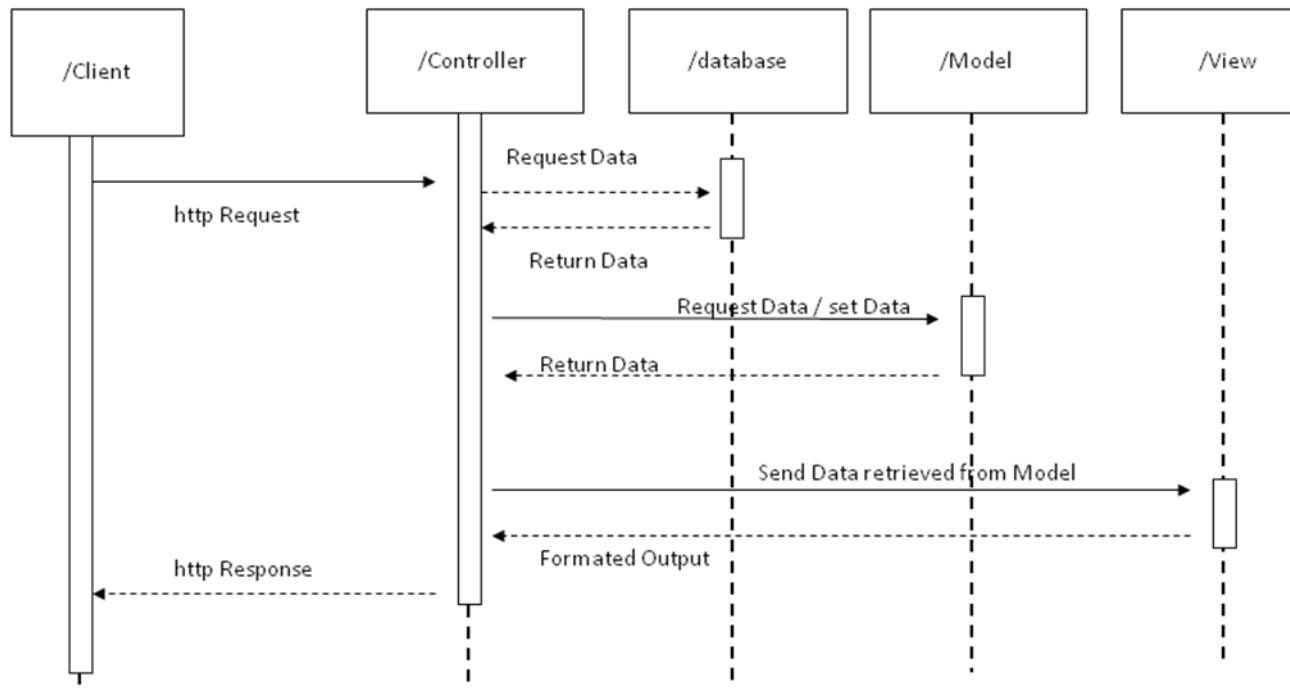 /Client
/Controller
/database
/Model
/View
Request Data
http Request
Return Data
Request Data / set Data
Return Data
Send Data retrieved from Model
Formated Output
http Response